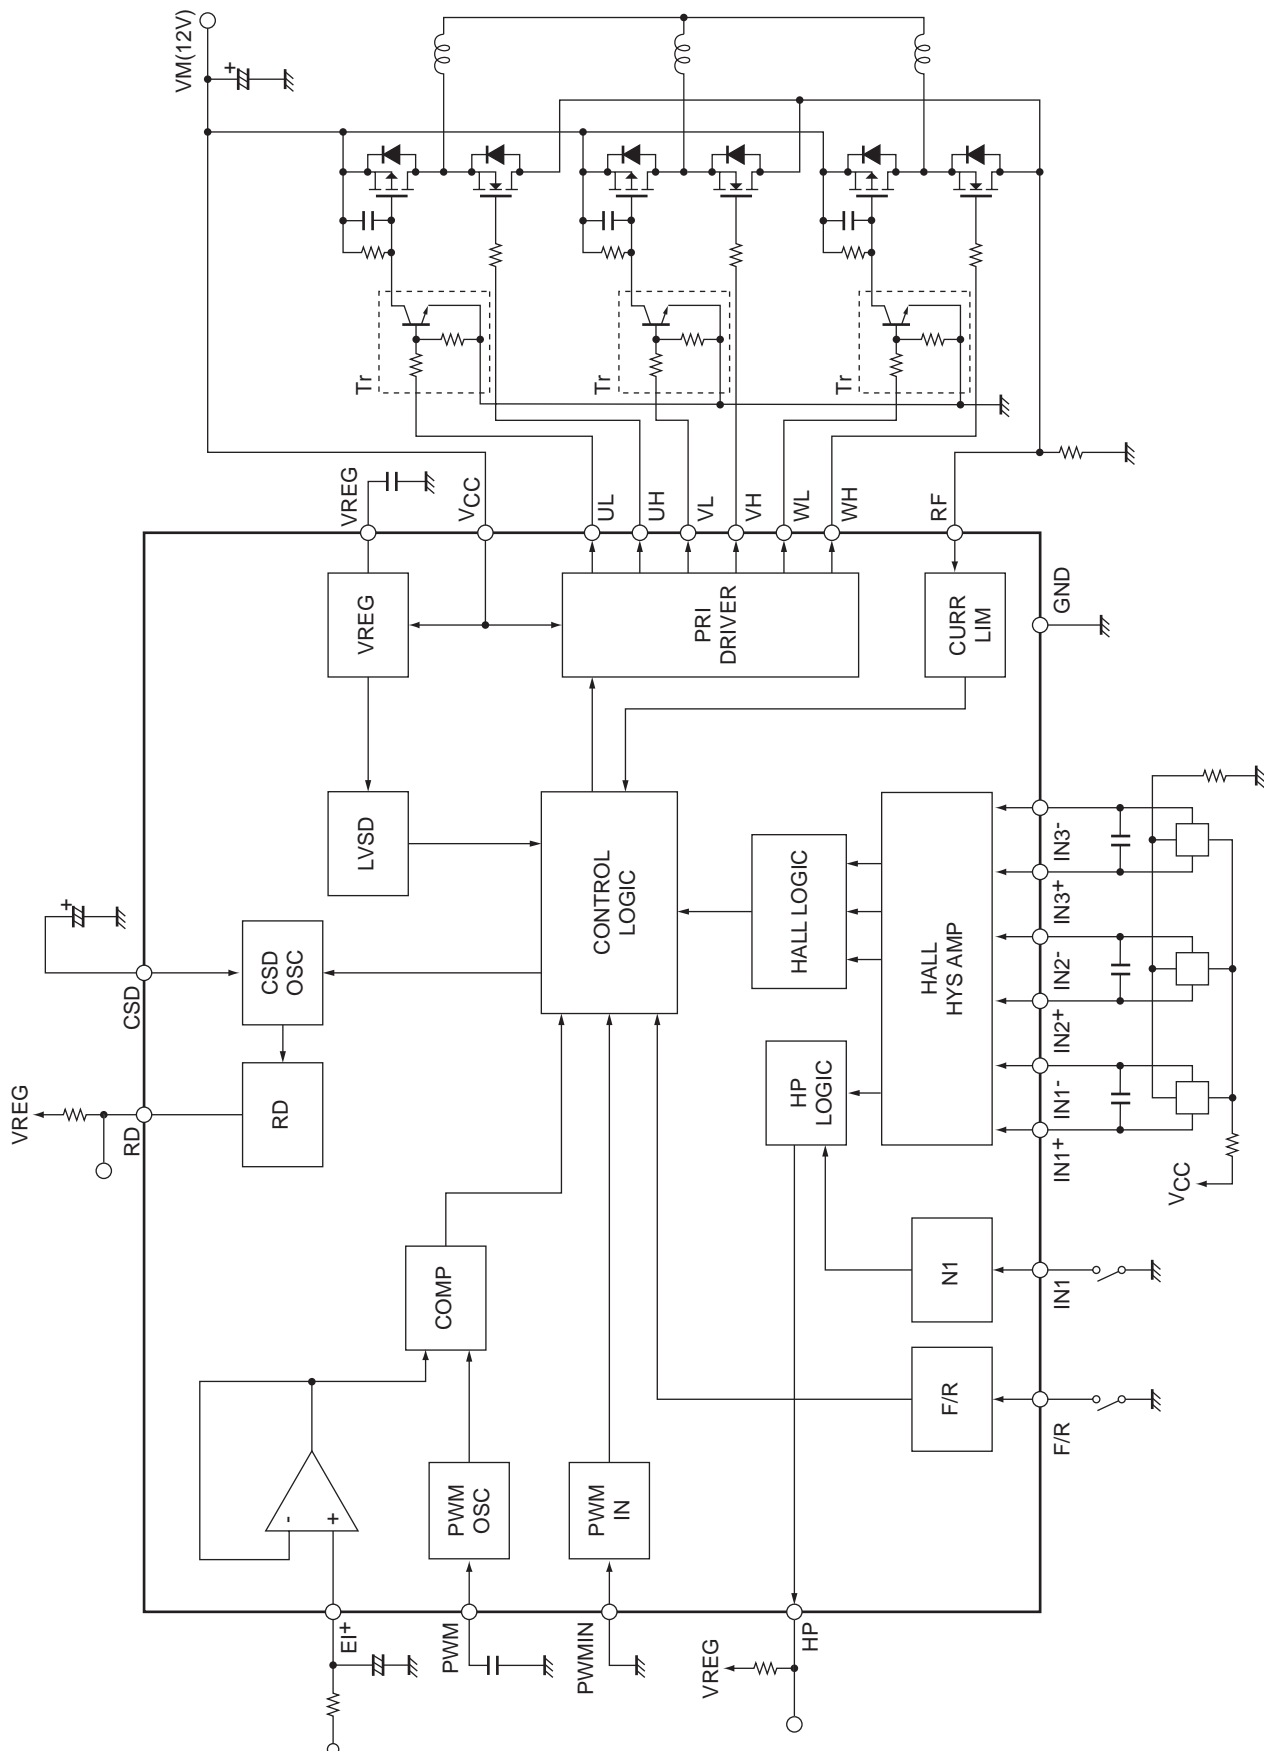 VM(12V)
+
Tr
Tr
Tr
VREG
VCC
UL
UH
VL
VH
WL
WH
RF
VREG
PRI
DRIVER
CURR
LIM
GND
LVSD
CONTROL
LOGIC
HALL LOGIC
HALL
HYS AMP
IN3-
IN3+
IN2-
IN2+
IN1-
IN1+
VCC
+
CSD
CSD
OSC
RD
RD
VREG
HP
LOGIC
COMP
N1
IN1
F/R
F/R
-
+
PWM
OSC
PWM
IN
EI+
PWM
PWMIN
VREG
HP